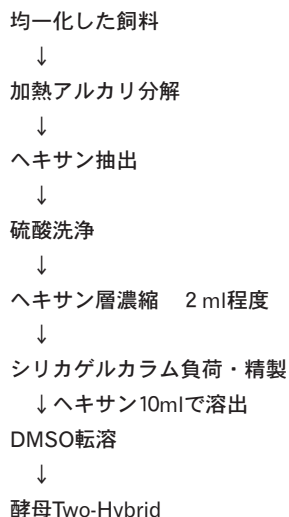 均一化した飼料
↓
加熱アルカリ分解
↓
ヘキサン抽出
↓
硫酸洗浄
↓
ヘキサン層濃縮　２ml程度
↓
シリカゲルカラム負荷・精製
↓ヘキサン10mlで溶出
DMSO転溶
↓
酵母Two-Hybrid